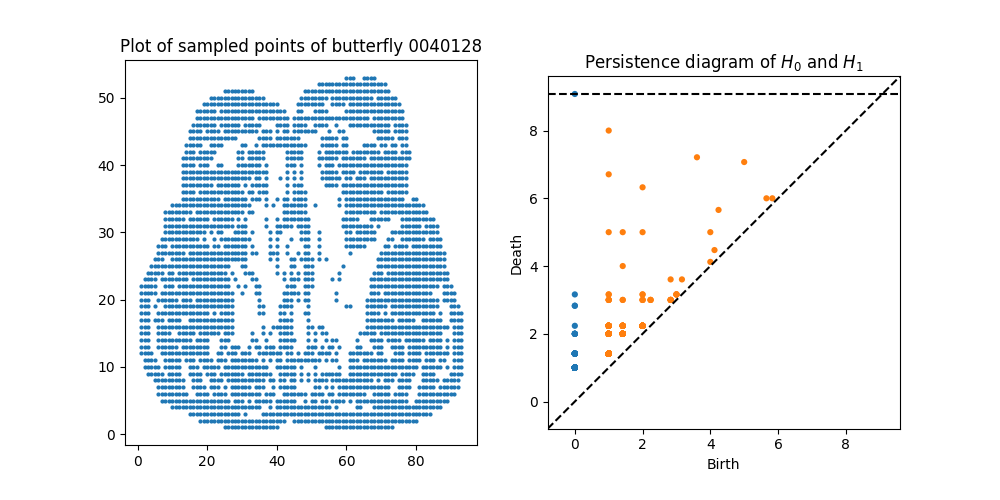 Plot of sampled points of butterfly 0040128
50
40
30
20
10
0
0 20 40 60 80
Persistence diagram of H₀ and H₁
Death
8
6
4
2
0
0 2 4 6 8
Birth